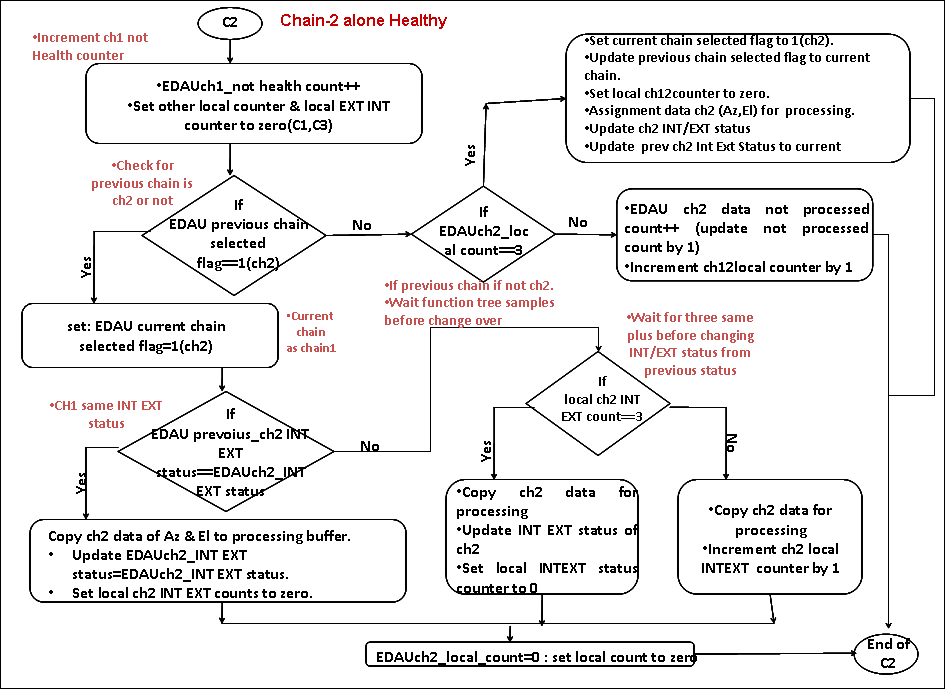 C2
Chain-2 alone Healthy
•Increment ch1 not
Health counter
•EDAUch1_not health count++
•Set other local counter & local EXT INT
counter to zero(C1,C3)
•Set current chain selected flag to 1(ch2).
•Update previous chain selected flag to current
chain.
•Set local ch12counter to zero.
•Assignment data ch2 (Az,El) for processing.
•Update ch2 INT/EXT status
•Update prev ch2 Int Ext Status to current
•Check for
previous chain is
ch2 or not
If
EDAU previous chain
selected
flag==1(ch2)
No
Yes
If
EDAUch2_loc
al count==3
Yes
No
•EDAU ch2 data not processed
count++ (update not processed
count by 1)
•Increment ch12local counter by 1
•If previous chain if not ch2.
•Wait function tree samples
before change over
set: EDAU current chain
selected flag=1(ch2)
•Current
chain
as chain1
•Wait for three same
plus before changing
INT/EXT status from
previous status
•CH1 same INT EXT
status
If
EDAU prevoius_ch2 INT
EXT
status==EDAUch2_INT
EXT status
No
Yes
If
local ch2 INT
EXT count==3
Yes
No
Copy ch2 data of Az & El to processing buffer.
• Update EDAUch2_INT EXT
status=EDAUch2_INT EXT status.
• Set local ch2 INT EXT counts to zero.
•Copy ch2 data for
processing
•Update INT EXT status of
ch2
•Set local INTEXT status
counter to 0
•Copy ch2 data for
processing
•Increment ch2 local
INTEXT counter by 1
EDAUch2_local_count=0 : set local count to zero
End of
C2